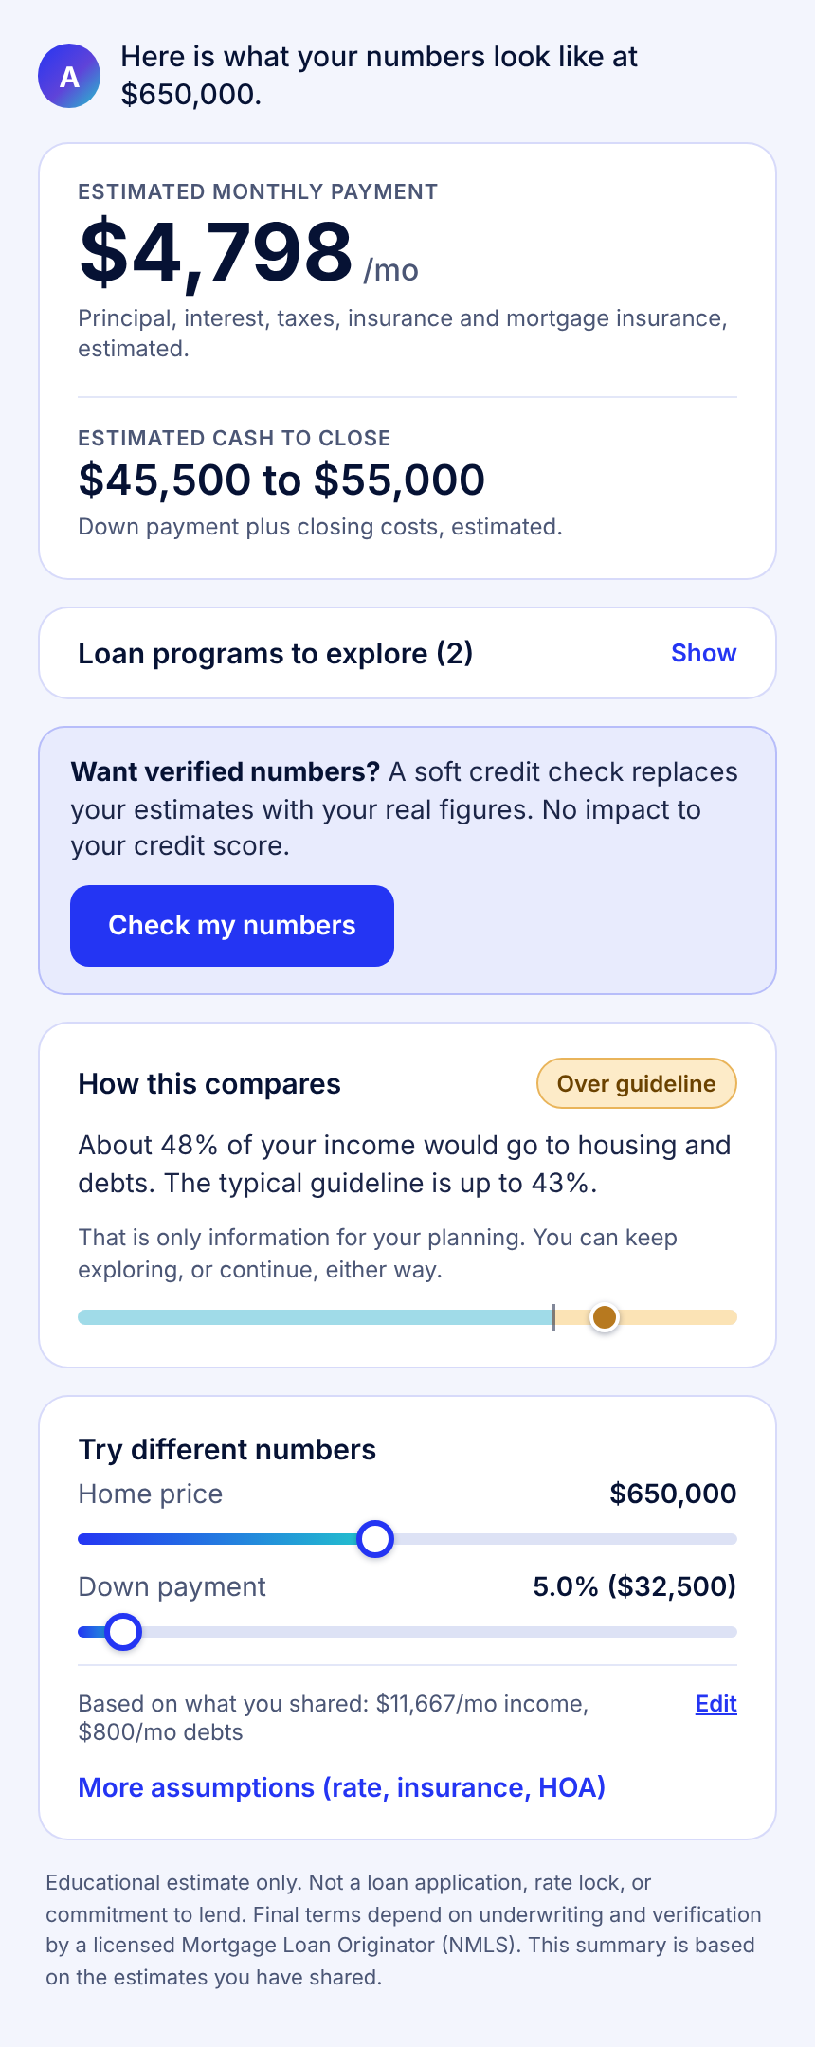 A
Here is what your numbers look like at
$650,000.
ESTIMATED MONTHLY PAYMENT
$4,798 /mo
Principal, interest, taxes, insurance and mortgage insurance,
estimated.
ESTIMATED CASH TO CLOSE
$45,500 to $55,000
Down payment plus closing costs, estimated.
Loan programs to explore (2)
Show
Want verified numbers? A soft credit check replaces
your estimates with your real figures. No impact to
your credit score.
Check my numbers
How this compares
Over guideline
About 48% of your income would go to housing and
debts. The typical guideline is up to 43%.
That is only information for your planning. You can keep
exploring, or continue, either way.
Try different numbers
Home price
$650,000
Down payment
5.0% ($32,500)
Based on what you shared: $11,667/mo income,
$800/mo debts
Edit
More assumptions (rate, insurance, HOA)
Educational estimate only. Not a loan application, rate lock, or
commitment to lend. Final terms depend on underwriting and verification
by a licensed Mortgage Loan Originator (NMLS). This summary is based
on the estimates you have shared.